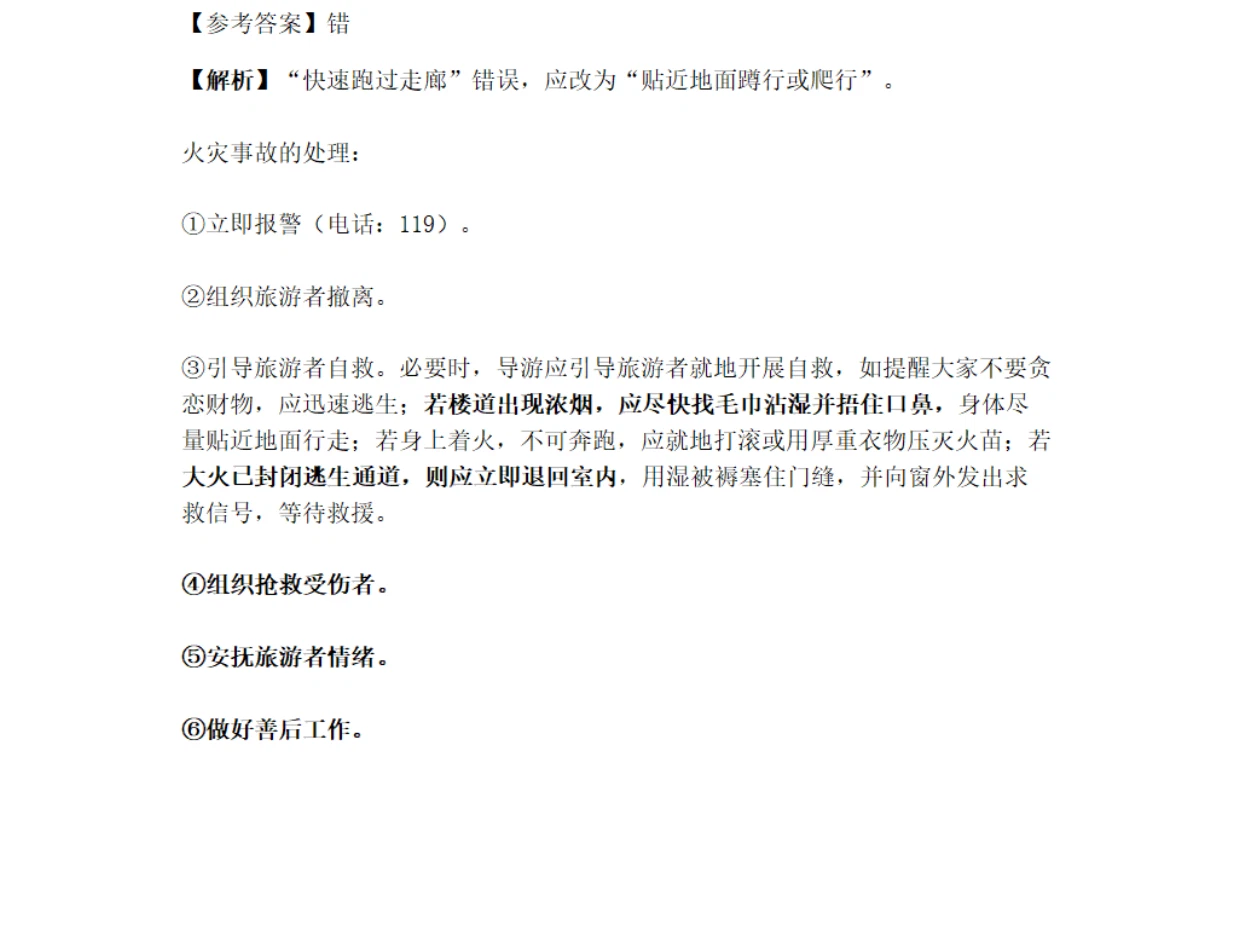 【参考答案】错
【解析】“快速跑过走廊”错误，应改为“贴近地面蹲行或爬行”。
火灾事故的处理：
①立即报警（电话：119）。
②组织旅游者撤离。
③引导旅游者自救。必要时，导游应引导旅游者就地开展自救，如提醒大家不要贪
恋财物，应迅速逃生；若楼道出现浓烟，应尽快找毛巾沾湿并捂住口鼻，身体尽
量贴近地面行走；若身上着火，不可奔跑，应就地打滚或用厚重衣物压灭火苗；若
大火已封闭逃生通道，则应立即退回室内，用湿被褥塞住门缝，并向窗外发出求
救信号，等待救援。
④组织抢救受伤者。
⑤安抚旅游者情绪。
⑥做好善后工作。